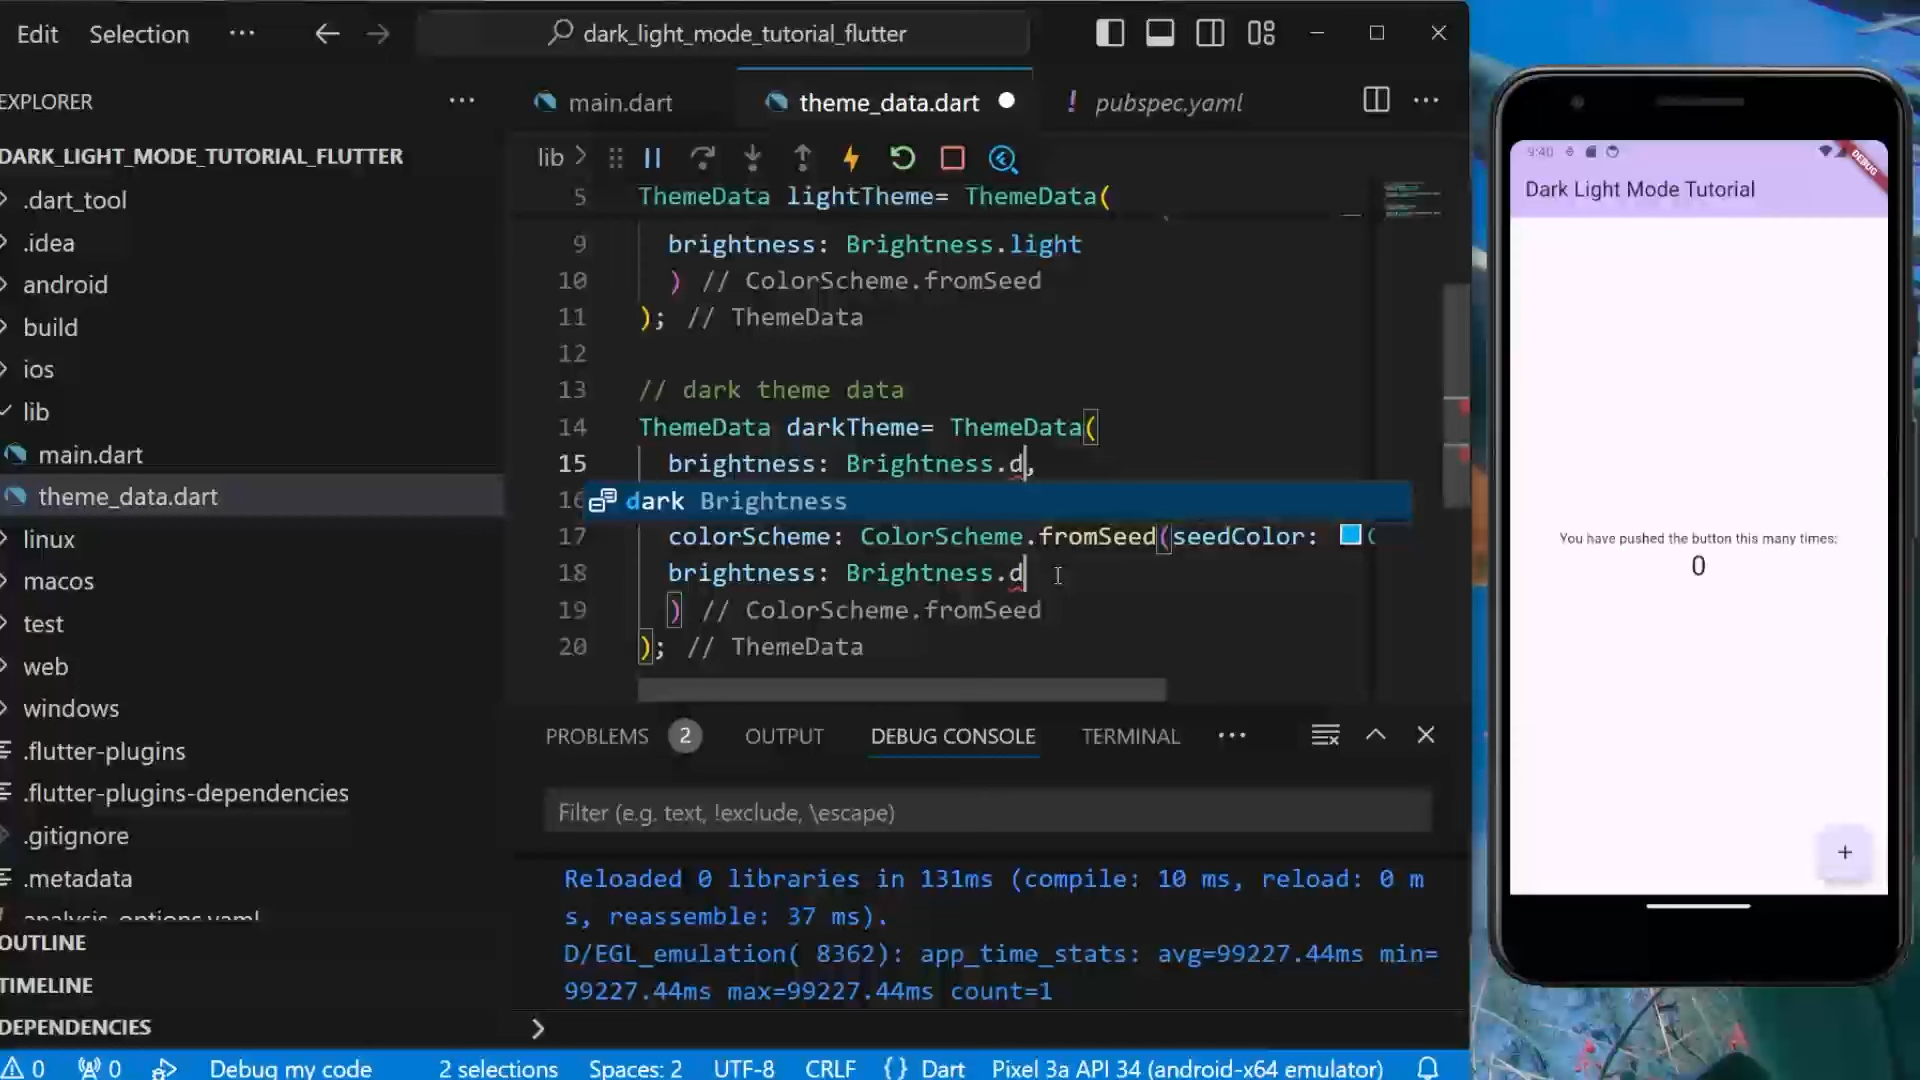 Edit Selection ··· dark_light_mode_tutorial_flutter
EXPLORER ···
main.dart theme_data.dart ! pubspec.yaml ···
DARK_LIGHT_MODE_TUTORIAL_FLUTTER
lib
.dart_tool
.idea
android
build
ios
lib
main.dart
theme_data.dart
linux
macos
test
web
windows
.flutter-plugins
.flutter-plugins-dependencies
.gitignore
.metadata
analysis_options.yaml
OUTLINE
TIMELINE
DEPENDENCIES
5 ThemeData lightTheme= ThemeData(
9 brightness: Brightness.light
10 ) // ColorScheme.fromSeed
11 ); // ThemeData
12
13 // dark theme data
14 ThemeData darkTheme= ThemeData(
15 brightness: Brightness.d,
16 dark Brightness
17 colorScheme: ColorScheme.fromSeed(seedColor:
18 brightness: Brightness.d
19 ) // ColorScheme.fromSeed
20 ); // ThemeData
PROBLEMS 2 OUTPUT DEBUG CONSOLE TERMINAL ···
Filter (e.g. text, !exclude, \escape)
Reloaded 0 libraries in 131ms (compile: 10 ms, reload: 0 m
s, reassemble: 37 ms).
D/EGL_emulation( 8362): app_time_stats: avg=99227.44ms min=
99227.44ms max=99227.44ms count=1
0 0 Debug my code 2 selections Spaces: 2 UTF-8 CRLF {} Dart Pixel 3a API 34 (android-x64 emulator)
9:40
DEBUG
Dark Light Mode Tutorial
You have pushed the button this many times:
0
+